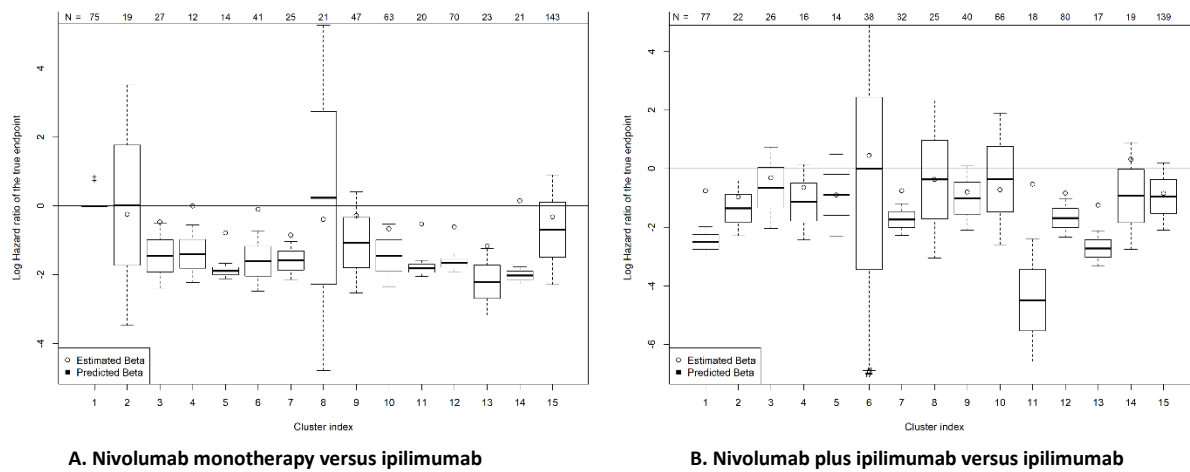 N = 75 19 27 12 14 41 25 21 47 63 20 70 23 21 143
Log Hazard ratio of the true endpoint
4
2
0
-2
-4
‡
○ Estimated Beta
■ Predicted Beta
1 2 3 4 5 6 7 8 9 10 11 12 13 14 15
Cluster index
A. Nivolumab monotherapy versus ipilimumab
N = 77 22 26 16 14 38 32 25 40 66 18 80 17 19 139
Log Hazard ratio of the true endpoint
4
2
0
-2
-4
-6
#
○ Estimated Beta
■ Predicted Beta
1 2 3 4 5 6 7 8 9 10 11 12 13 14 15
Cluster index
B. Nivolumab plus ipilimumab versus ipilimumab